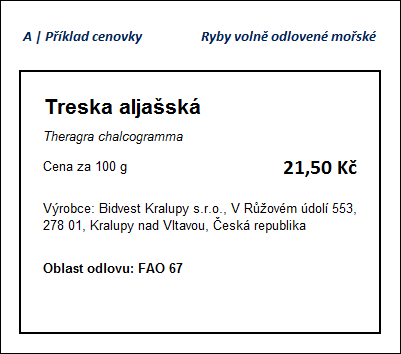 A | Příklad cenovky Ryby volně odlovené mořské
Treska aljašská
Theragra chalcogramma
Cena za 100 g 21,50 Kč
Výrobce: Bidvest Kralupy s.r.o., V Růžovém údolí 553,
278 01, Kralupy nad Vltavou, Česká republika
Oblast odlovu: FAO 67